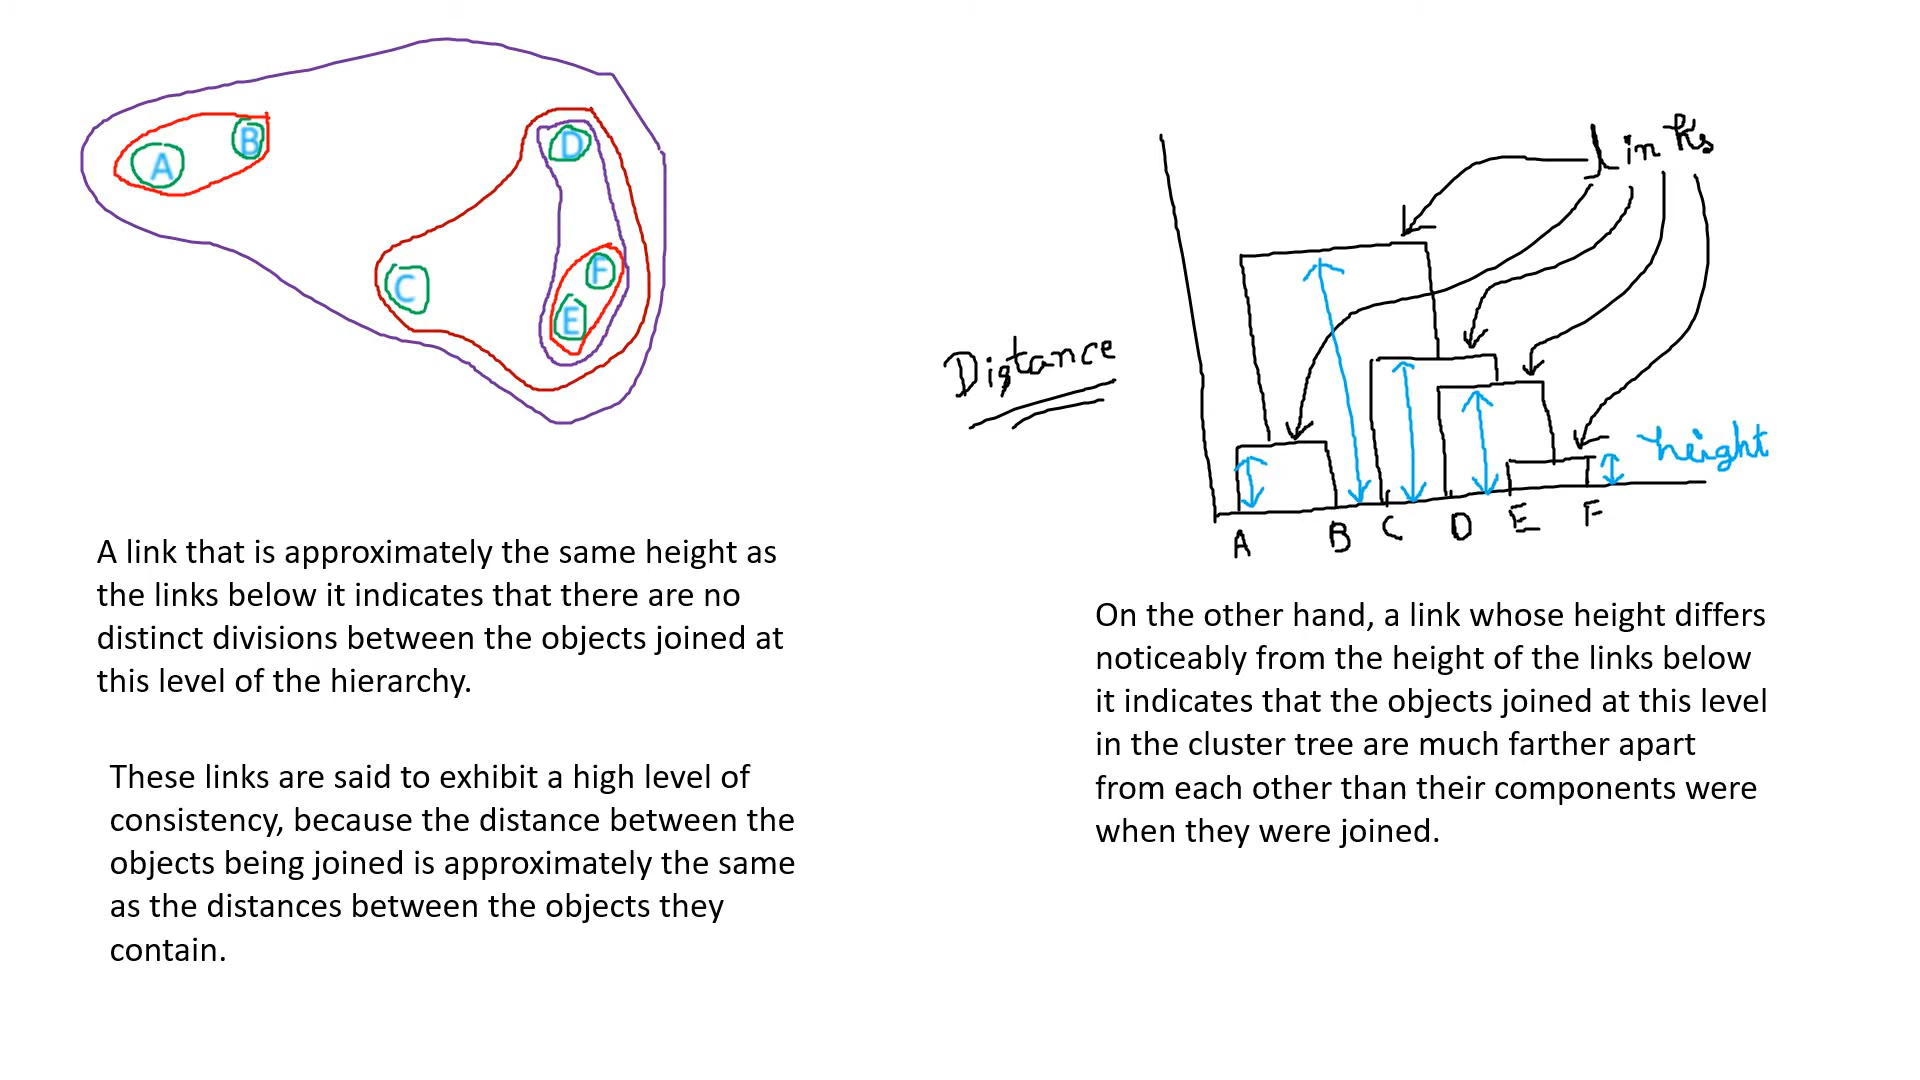 A
B
D
C
F
E
links
Distance
height
A B C D E F
A link that is approximately the same height as
the links below it indicates that there are no
distinct divisions between the objects joined at
this level of the hierarchy.
These links are said to exhibit a high level of
consistency, because the distance between the
objects being joined is approximately the same
as the distances between the objects they
contain.
On the other hand, a link whose height differs
noticeably from the height of the links below
it indicates that the objects joined at this level
in the cluster tree are much farther apart
from each other than their components were
when they were joined.